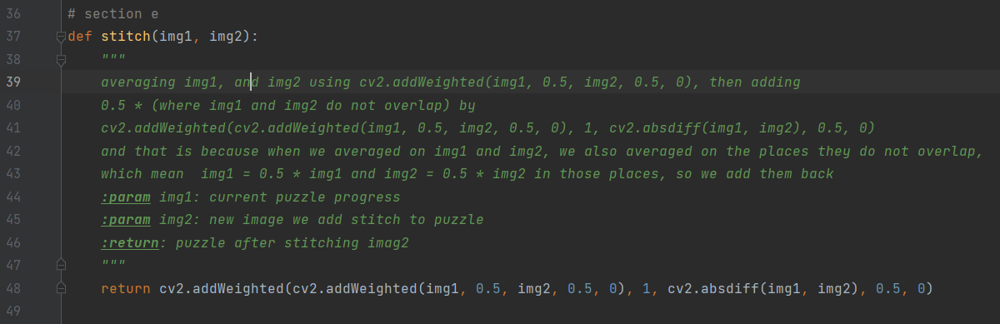 36 # section e
37 def stitch(img1, img2):
38 """
39 averaging img1, and img2 using cv2.addWeighted(img1, 0.5, img2, 0.5, 0), then adding
40 0.5 * (where img1 and img2 do not overlap) by
41 cv2.addWeighted(cv2.addWeighted(img1, 0.5, img2, 0.5, 0), 1, cv2.absdiff(img1, img2), 0.5, 0)
42 and that is because when we averaged on img1 and img2, we also averaged on the places they do not overlap,
43 which mean  img1 = 0.5 * img1 and img2 = 0.5 * img2 in those places, so we add them back
44 :param img1: current puzzle progress
45 :param img2: new image we add stitch to puzzle
46 :return: puzzle after stitching imag2
47 """
48 return cv2.addWeighted(cv2.addWeighted(img1, 0.5, img2, 0.5, 0), 1, cv2.absdiff(img1, img2), 0.5, 0)
49